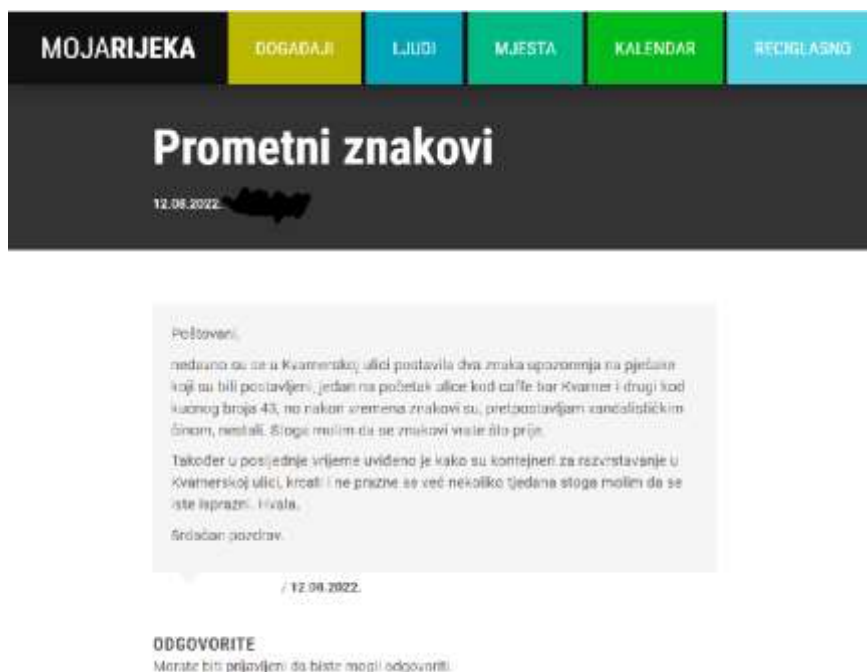 MOJARIJEKA DOGAĐAJI LJUDI MJESTA KALENDAR RECIGLASNO
Prometni znakovi
12.08.2022.
Poštovani,
nedavno su se u Kvarnerskoj ulici postavila dva znaka upozorenja na pješake
koji su bili postavljeni, jedan na početak ulice kod caffe bar Kvarner i drugi kod
kućnog broja 43, no nakon vremena znakovi su, pretpostavljam vandalističkim
činom, nestali. Stoga molim da se znakovi vrate što prije.
Također u posljednje vrijeme uviđeno je kako su kontejneri za razvrstavanje u
Kvarnerskoj ulici, krcati i ne prazne se već nekoliko tjedana stoga molim da se
iste isprazni. Hvala.
Srdačan pozdrav.
/ 12.08.2022.
ODGOVORITE
Morate biti prijavljeni da biste mogli odgovoriti.